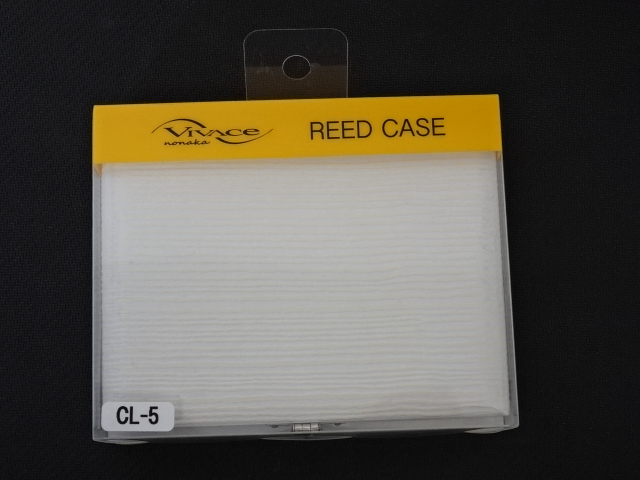 VIVACE
nonaka
REED CASE
CL-5